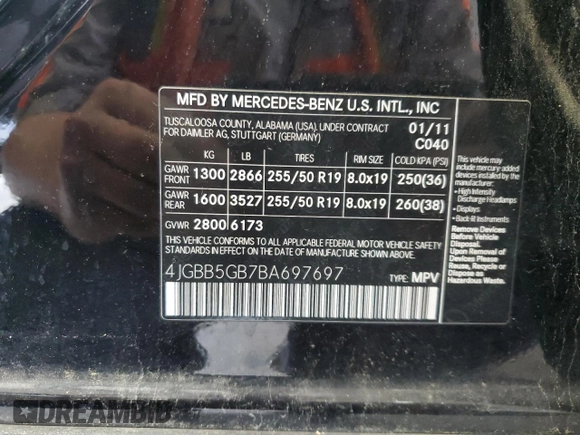 MFD BY MERCEDES-BENZ U.S. INTL., INC
TUSCALOOSA COUNTY, ALABAMA (USA). UNDER CONTRACT
FOR DAIMLER AG, STUTTGART (GERMANY)
01/11
C040
KG LB TIRES RIM SIZE COLD KPA (PSI)
GAWR FRONT 1300 2866 255/50 R19 8.0x19 250(36)
GAWR REAR 1600 3527 255/50 R19 8.0x19 260(38)
GVWR 2800 6173
THIS VEHICLE CONFORMS TO ALL APPLICABLE FEDERAL MOTOR VEHICLE SAFETY
STANDARDS IN EFFECT ON THE DATE OF MANUFACTURE SHOWN ABOVE.
4JGBB5GB7BA697697
TYPE: MPV
This vehicle may
include mercury-added
devices installed by the
manufacturer:
• High Intensity
Discharge Headlamps
• Displays
• Back-lit Instruments
Remove Devices
Before Vehicle
Disposal.
Upon Removal
of Devices Please
Reuse, Recycle or
Dispose as
Hazardous Waste.
DREAMBID